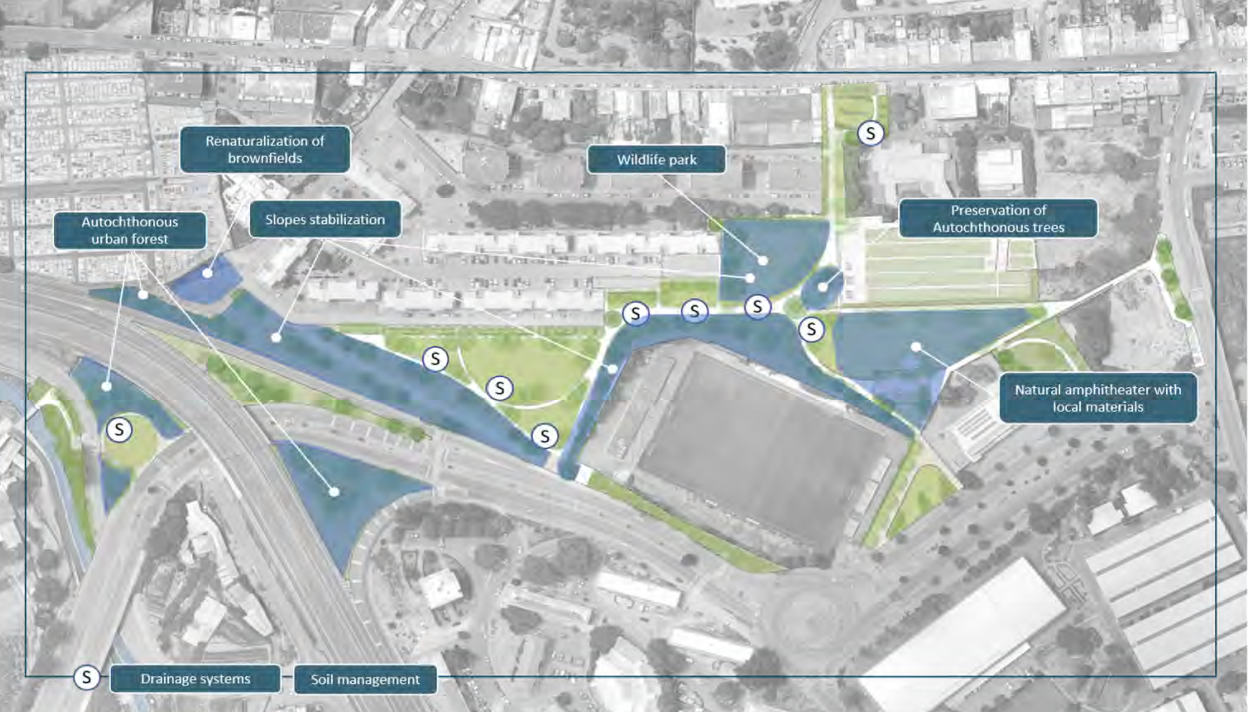 S
Renaturalization of
brownfields
Wildlife park
Autochthonous
urban forest
Slopes stabilization
Preservation of
Autochthonous trees
S
S
S
S
S
S
Natural amphitheater with
local materials
S
S
S
Drainage systems
Soil management